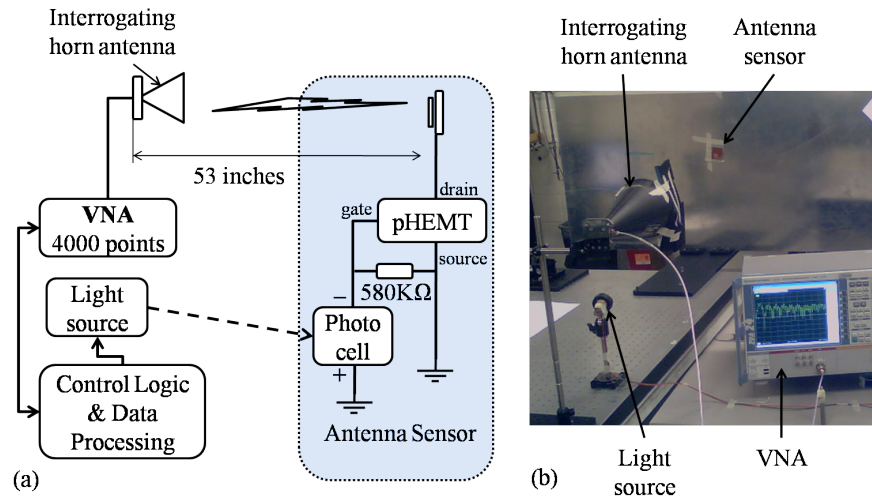 (a)
Interrogating
horn antenna
53 inches
VNA
4000 points
Light
source
Control Logic
& Data
Processing
drain
gate
pHEMT
source
580KΩ
−
Photo
cell
+
Antenna Sensor
(b)
Interrogating
horn antenna
Antenna
sensor
Light
source
VNA